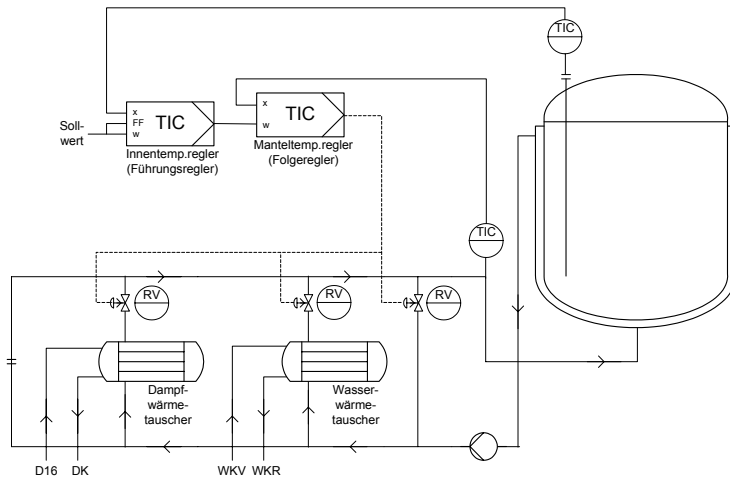 TIC
x
FF
w
TIC
x
w
TIC
Soll-
wert
Innentemp.regler
(Führungsregler)
Manteltemp.regler
(Folgeregler)
TIC
RV
RV
RV
Dampf-
wärme-
tauscher
Wasser-
wärme-
tauscher
D16
DK
WKV
WKR